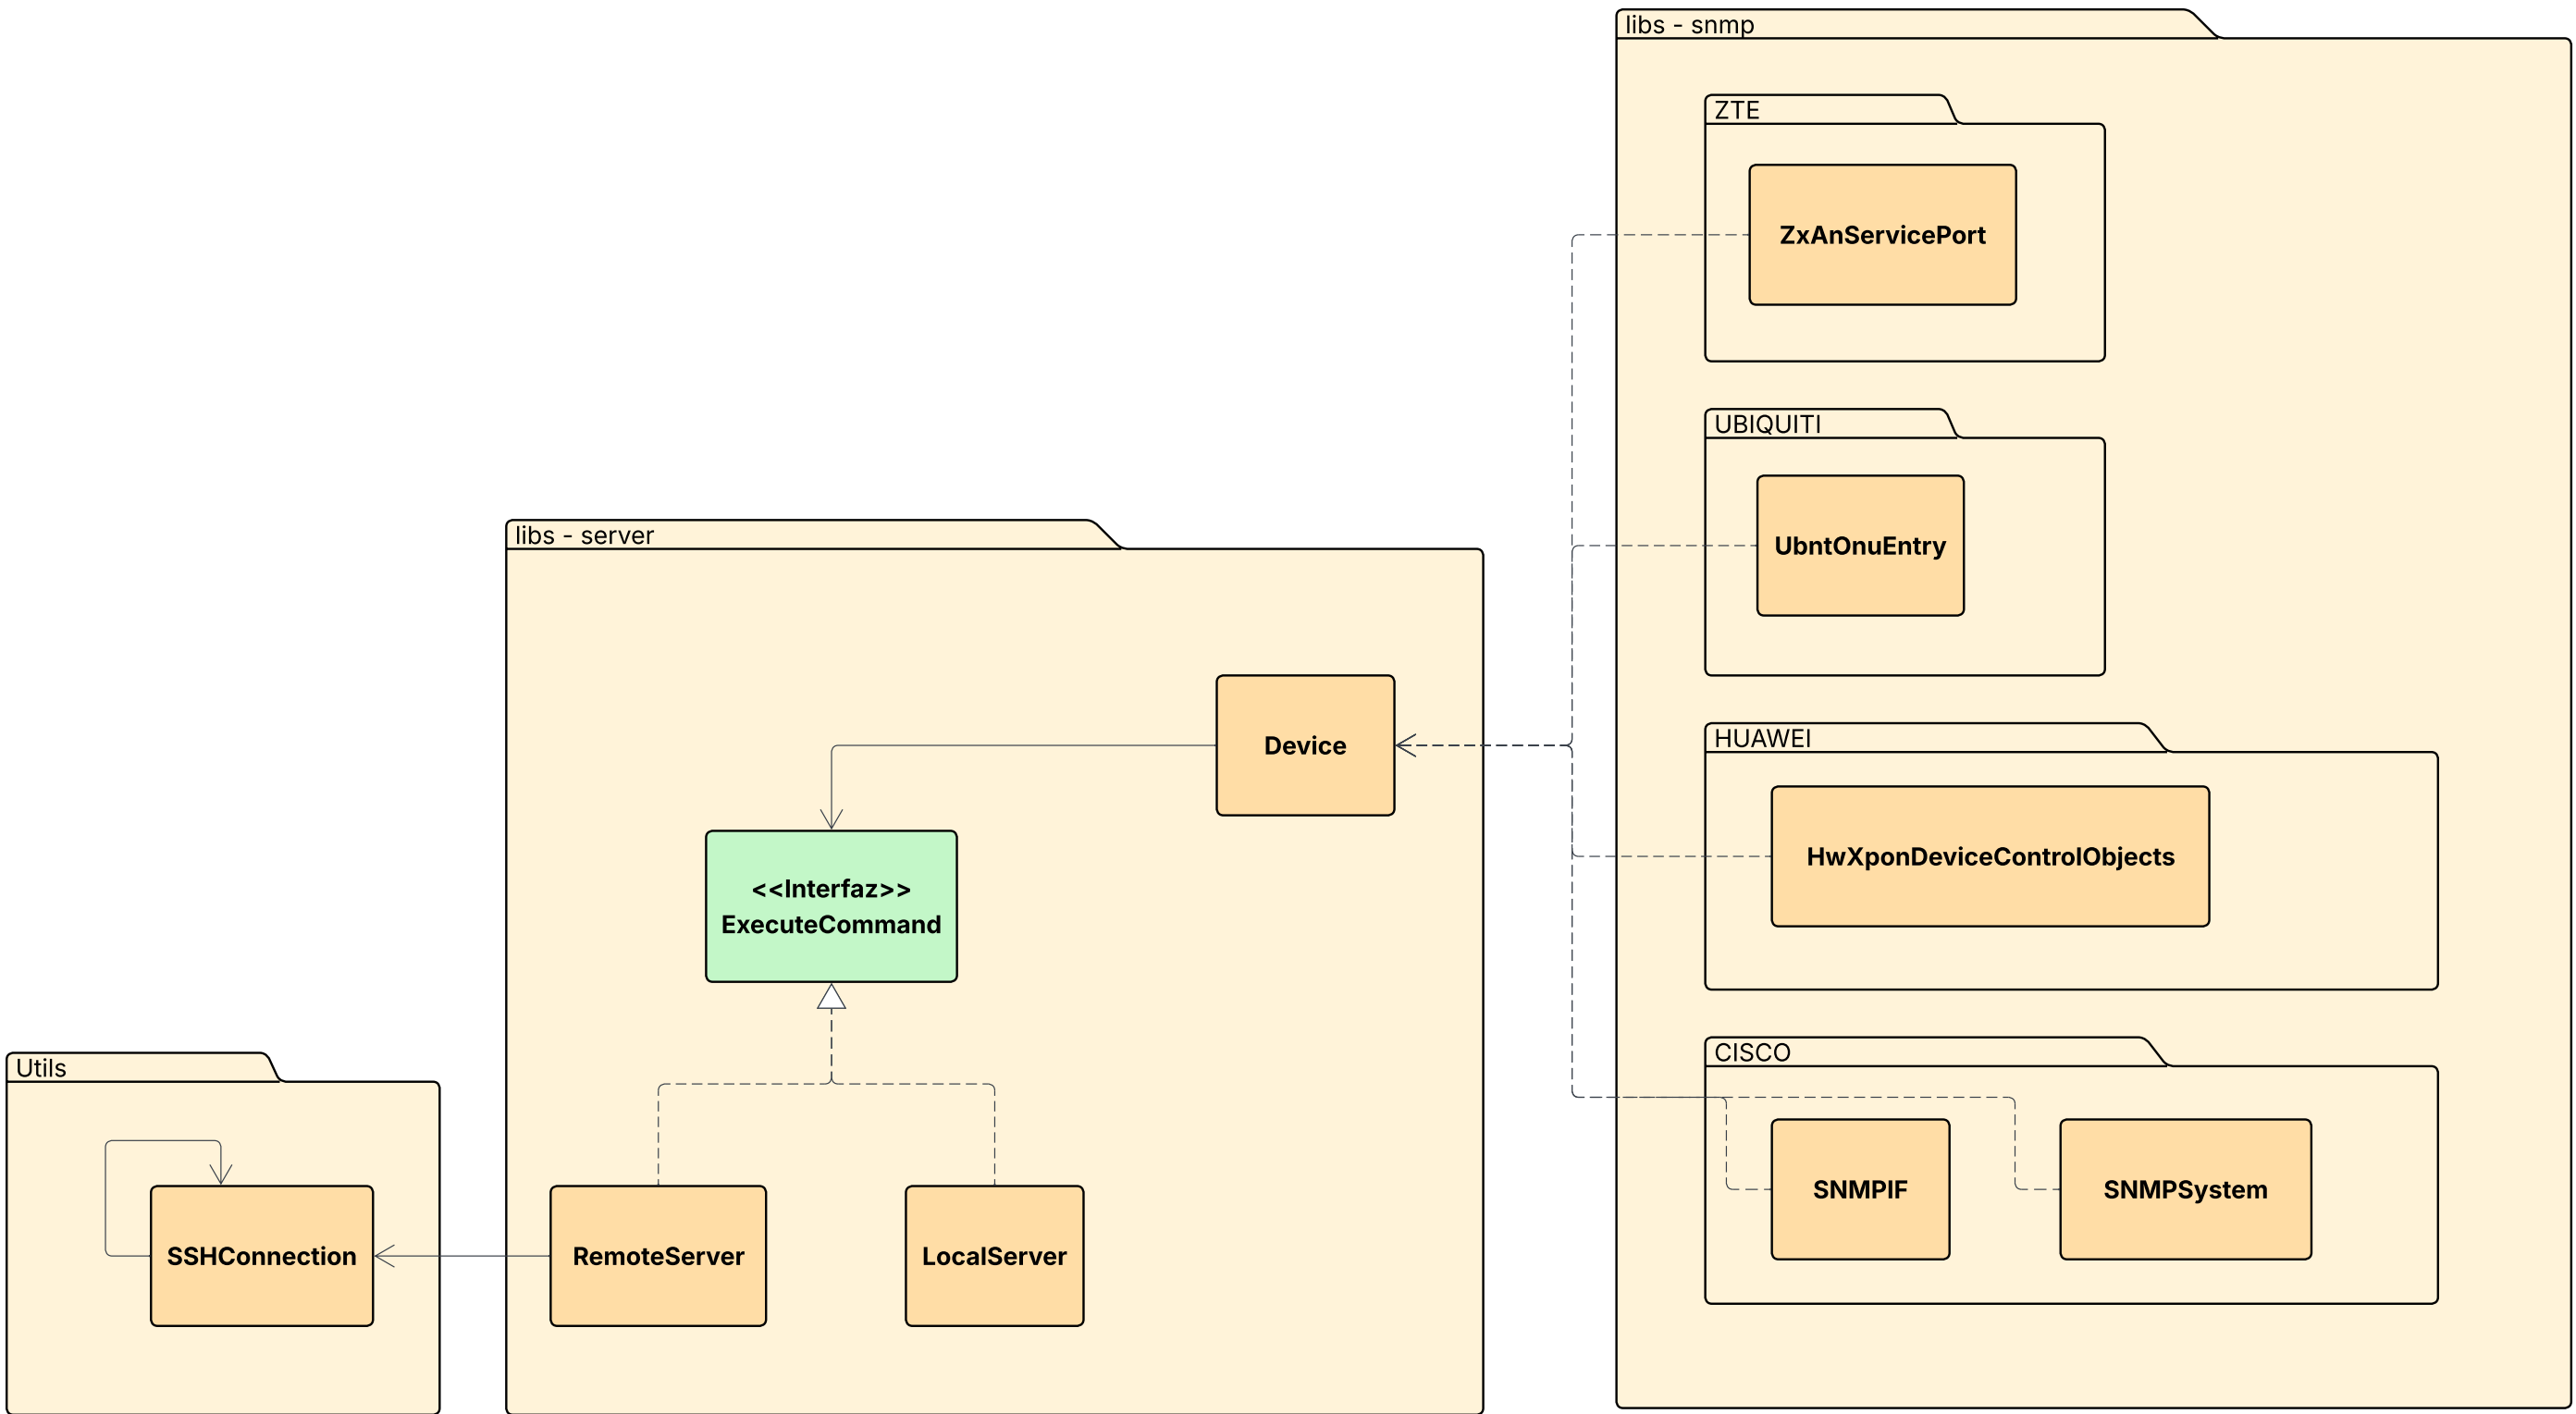 libs - snmp
ZTE
ZxAnServicePort
UBIQUITI
UbntOnuEntry
libs - server
Device
HUAWEI
HwXponDeviceControlObjects
<<Interfaz>>
ExecuteCommand
CISCO
SNMPIF
SNMPSystem
Utils
SSHConnection
RemoteServer
LocalServer